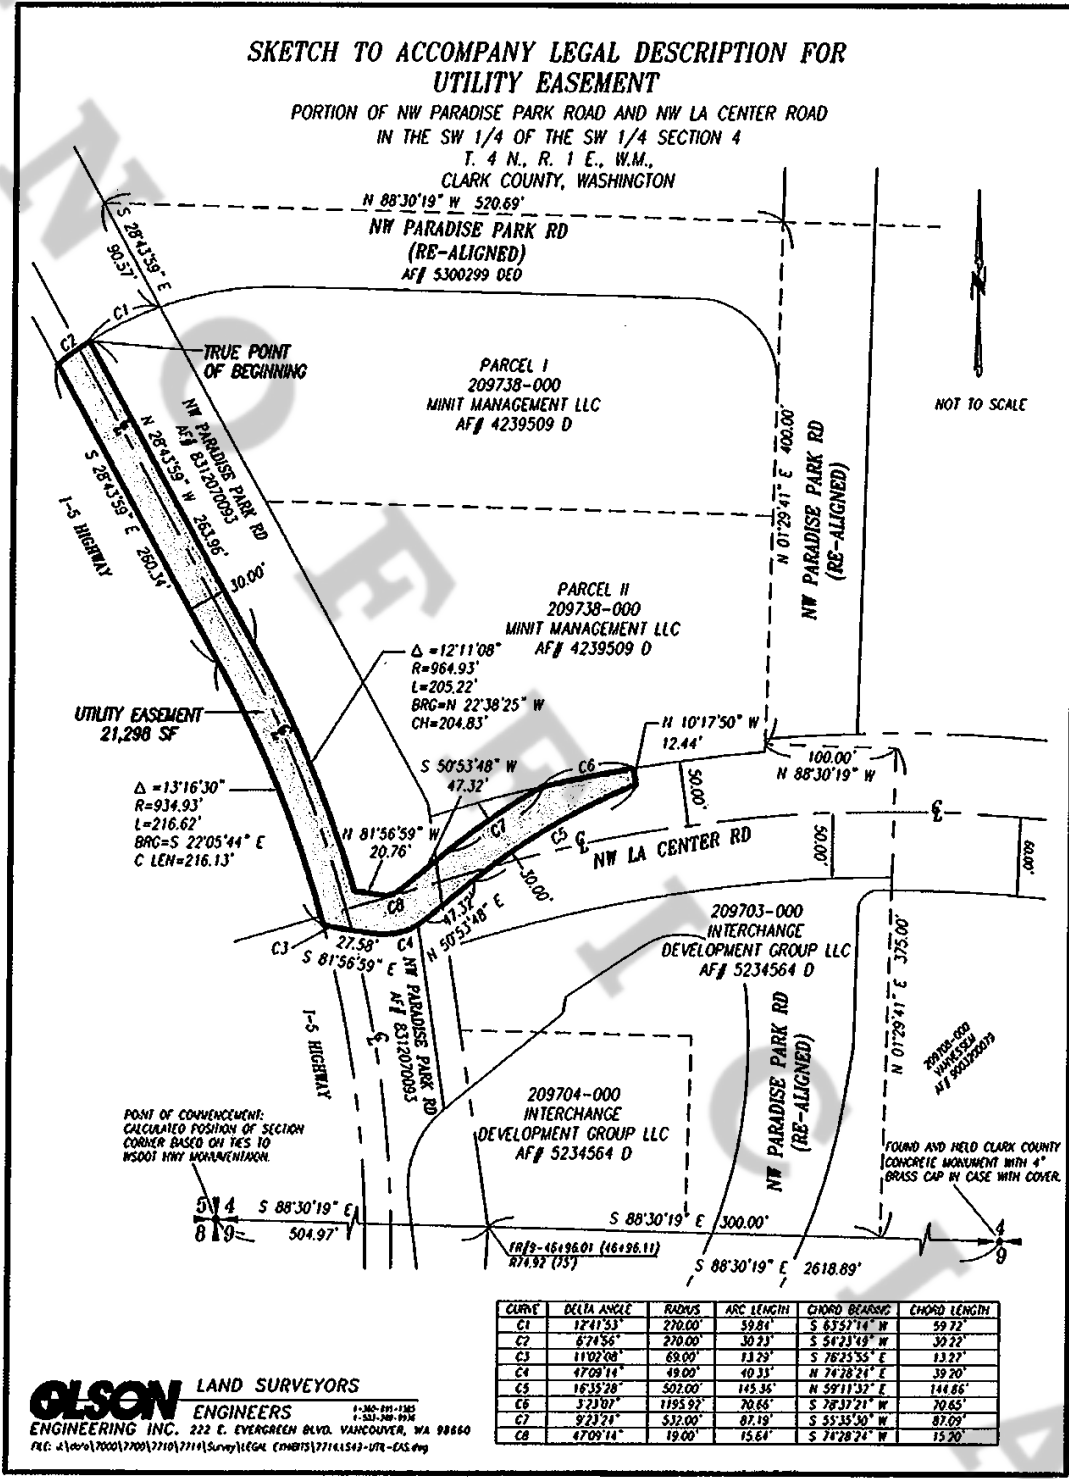 SKETCH TO ACCOMPANY LEGAL DESCRIPTION FOR
UTILITY EASEMENT
PORTION OF NW PARADISE PARK ROAD AND NW LA CENTER ROAD
IN THE SW 1/4 OF THE SW 1/4 SECTION 4
T. 4 N., R. 1 E., W.M.,
CLARK COUNTY, WASHINGTON
N 88°30'19" W 520.69'
NW PARADISE PARK RD
(RE-ALIGNED)
AF# 5300299 DED
S 28°43'59" E
90.57'
C1
C2
TRUE POINT
OF BEGINNING
PARCEL I
209738-000
MINIT MANAGEMENT LLC
AF# 4239509 D
N
NOT TO SCALE
NW PARADISE PARK RD
AF# 8312070093
N 28°43'59" W 263.96'
S 28°43'59" E 260.34'
I-5 HIGHWAY
30.00'
N 01°29'41" E 400.00'
NW PARADISE PARK RD
(RE-ALIGNED)
PARCEL II
209738-000
MINIT MANAGEMENT LLC
AF# 4239509 D
Δ =12°11'08"
R=964.93'
L=205.22'
BRG=N 22°38'25" W
CH=204.83'
UTILITY EASEMENT
21,298 SF
N 10°17'50" W
12.44'
S 50°53'48" W
47.32'
C6
100.00'
N 88°30'19" W
Δ =13°16'30"
R=934.93'
L=216.62'
BRG=S 22°05'44" E
C LEN=216.13'
N 81°56'59" W
20.76'
C7
C5
50.00'
NW LA CENTER RD
50.00'
60.00'
30.00'
C8
47.32'
N 50°53'48" E
C3
27.58'
S 81°56'59" E
C4
209703-000
INTERCHANGE
DEVELOPMENT GROUP LLC
AF# 5234564 D
N 01°29'41" E 375.00'
NW PARADISE PARK RD
AF# 8312070093
I-5 HIGHWAY
NW PARADISE PARK RD
(RE-ALIGNED)
209708-000
AF# 9003200079
209704-000
INTERCHANGE
DEVELOPMENT GROUP LLC
AF# 5234564 D
POINT OF COMMENCEMENT:
CALCULATED POSITION OF SECTION
CORNER BASED ON TIES TO
WSDOT HWY MONUMENTATION.
FOUND AND HELD CLARK COUNTY
CONCRETE MONUMENT WITH 4"
BRASS CAP IN CASE WITH COVER.
5 4
8 9
S 88°30'19" E
504.97'
S 88°30'19" E 300.00'
4
9
FR/9-46+96.01 (46+96.11)
R74.92 (75')
S 88°30'19" E 2618.89'
CURVE DELTA ANGLE RADIUS ARC LENGTH CHORD BEARING CHORD LENGTH
C1 12°41'53" 270.00' 59.84' S 63°57'14" W 59.72'
C2 6°24'56" 270.00' 30.23' S 54°23'49" W 30.22'
C3 11°02'08" 69.00' 13.29' S 76°25'55" E 13.27'
C4 47°09'14" 49.00' 40.33' N 74°28'24" E 39.20'
C5 16°35'28" 502.00' 145.36' N 59°11'32" E 144.86'
C6 3°23'07" 1195.92' 70.66' S 78°37'21" W 70.65'
C7 9°23'24" 532.00' 87.19' S 55°35'30" W 87.09'
C8 47°09'14" 19.00' 15.64' S 74°28'24" W 15.20'
OLSON LAND SURVEYORS
ENGINEERS
ENGINEERING INC. 222 E. EVERGREEN BLVD. VANCOUVER, WA 98660
N O F F I C I A